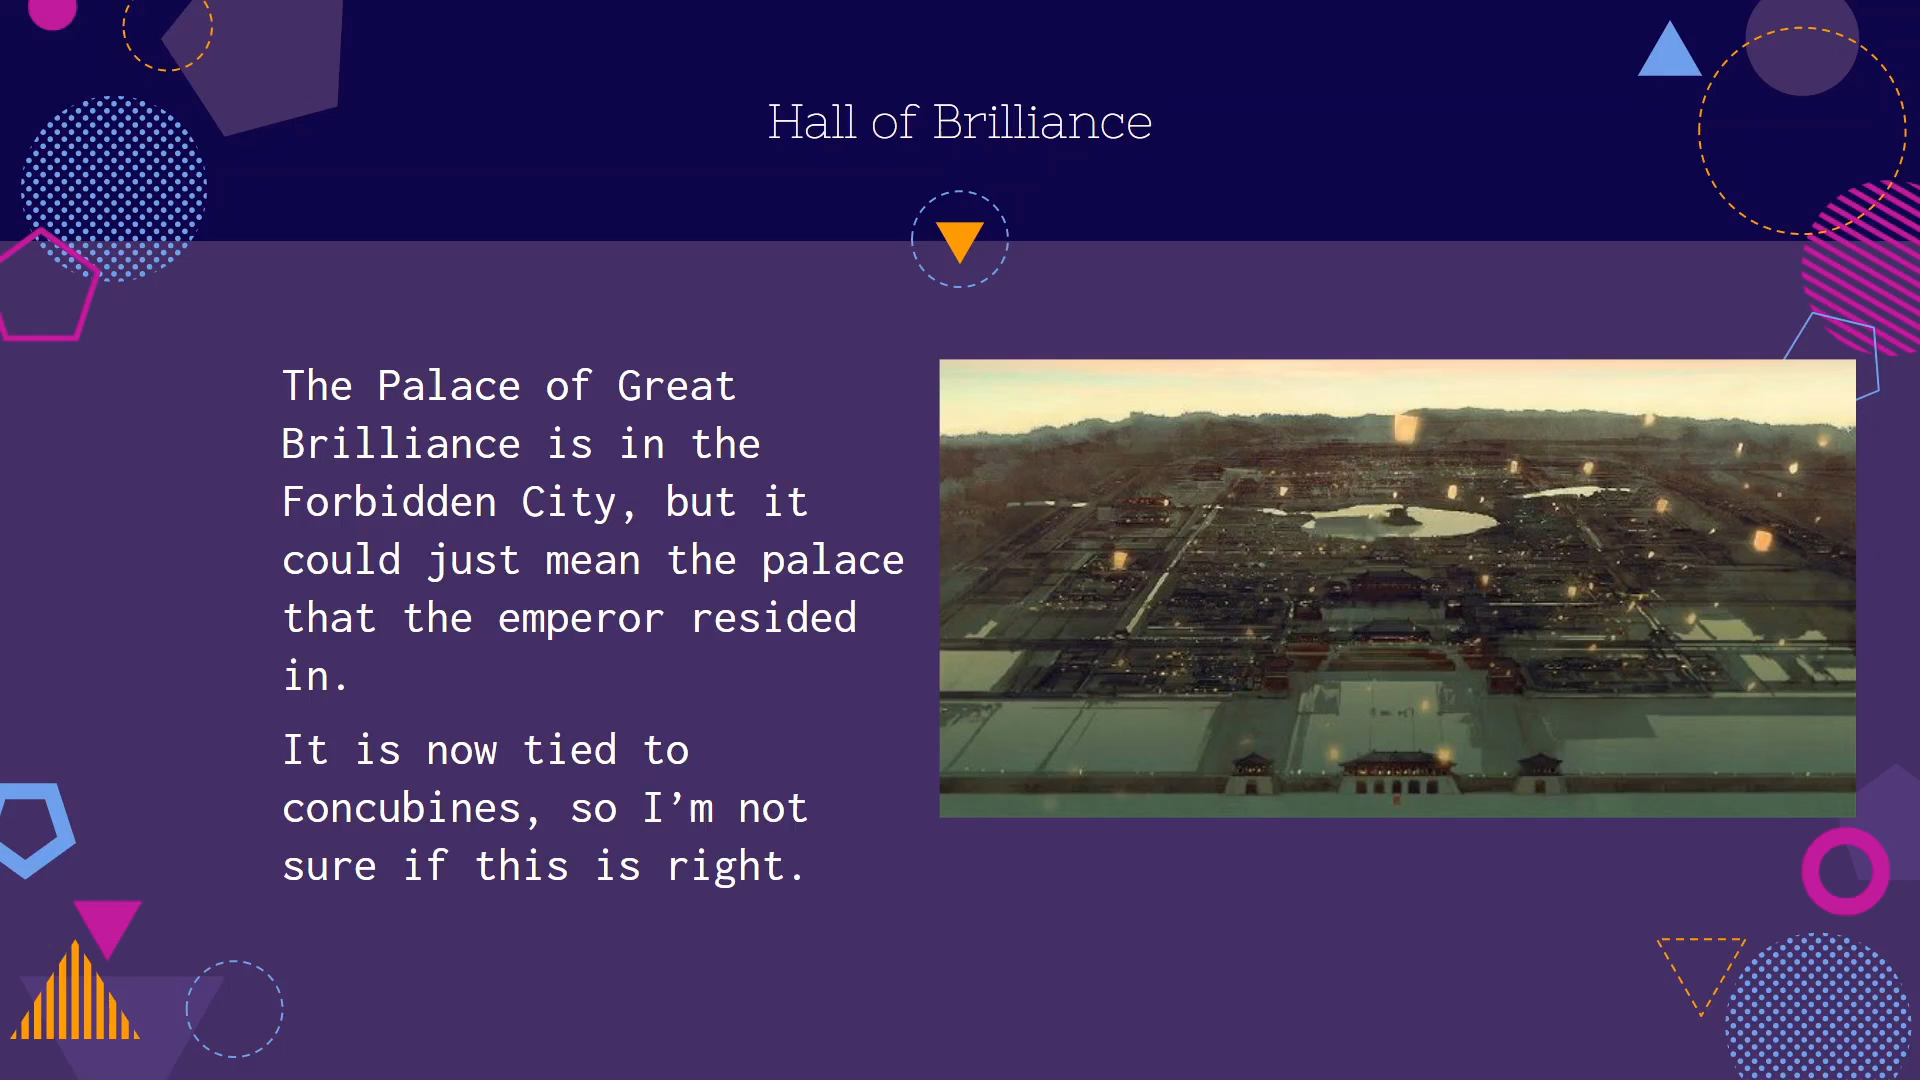 Hall of Brilliance
The Palace of Great
Brilliance is in the
Forbidden City, but it
could just mean the palace
that the emperor resided
in.
It is now tied to
concubines, so I’m not
sure if this is right.